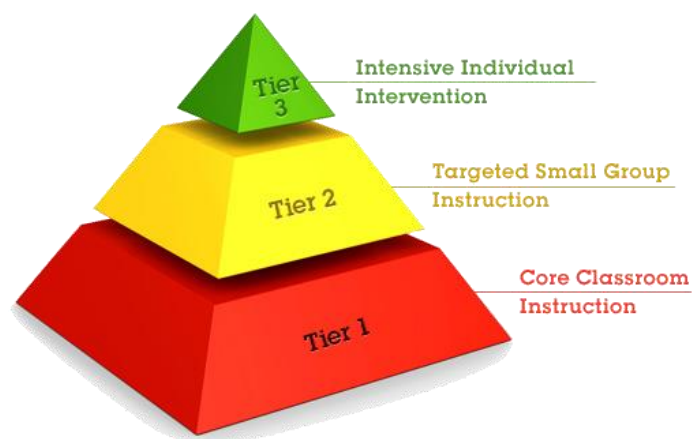 Tier
3
Intensive Individual
Intervention
Tier 2
Targeted Small Group
Instruction
Tier 1
Core Classroom
Instruction